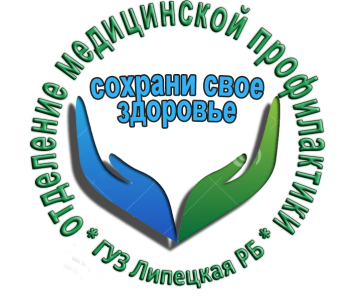 отделение медицинской профилактики
сохрани свое
здоровье
* ГУЗ Липецкая РБ *